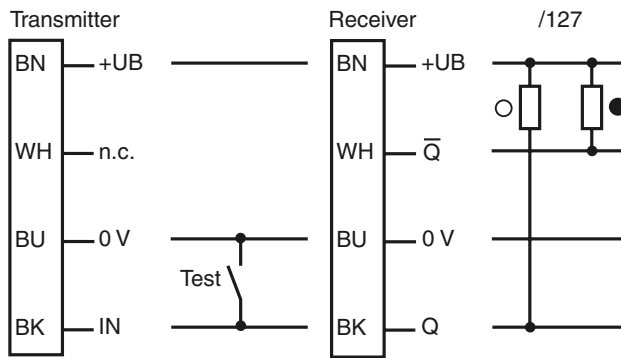 Transmitter
BN +UB
WH n.c.
BU 0 V
Test
BK IN
Receiver /127
BN +UB
WH Q̅
BU 0 V
BK Q